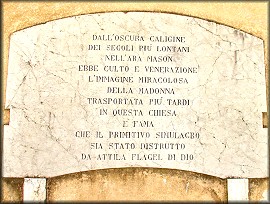 DALL'OSCURA CALIGINE
DEI SECOLI PIÙ LONTANI
NELL'ARA MASON.
EBBE CULTO E VENERAZIONE
L'IMMAGINE MIRACOLOSA
DELLA MADONNA
TRASPORTATA PIÙ TARDI
IN QUESTA CHIESA
È FAMA
CHE IL PRIMITIVO SIMULACRO
SIA STATO DISTRUTTO
DA ATTILA FLAGEL DI DIO